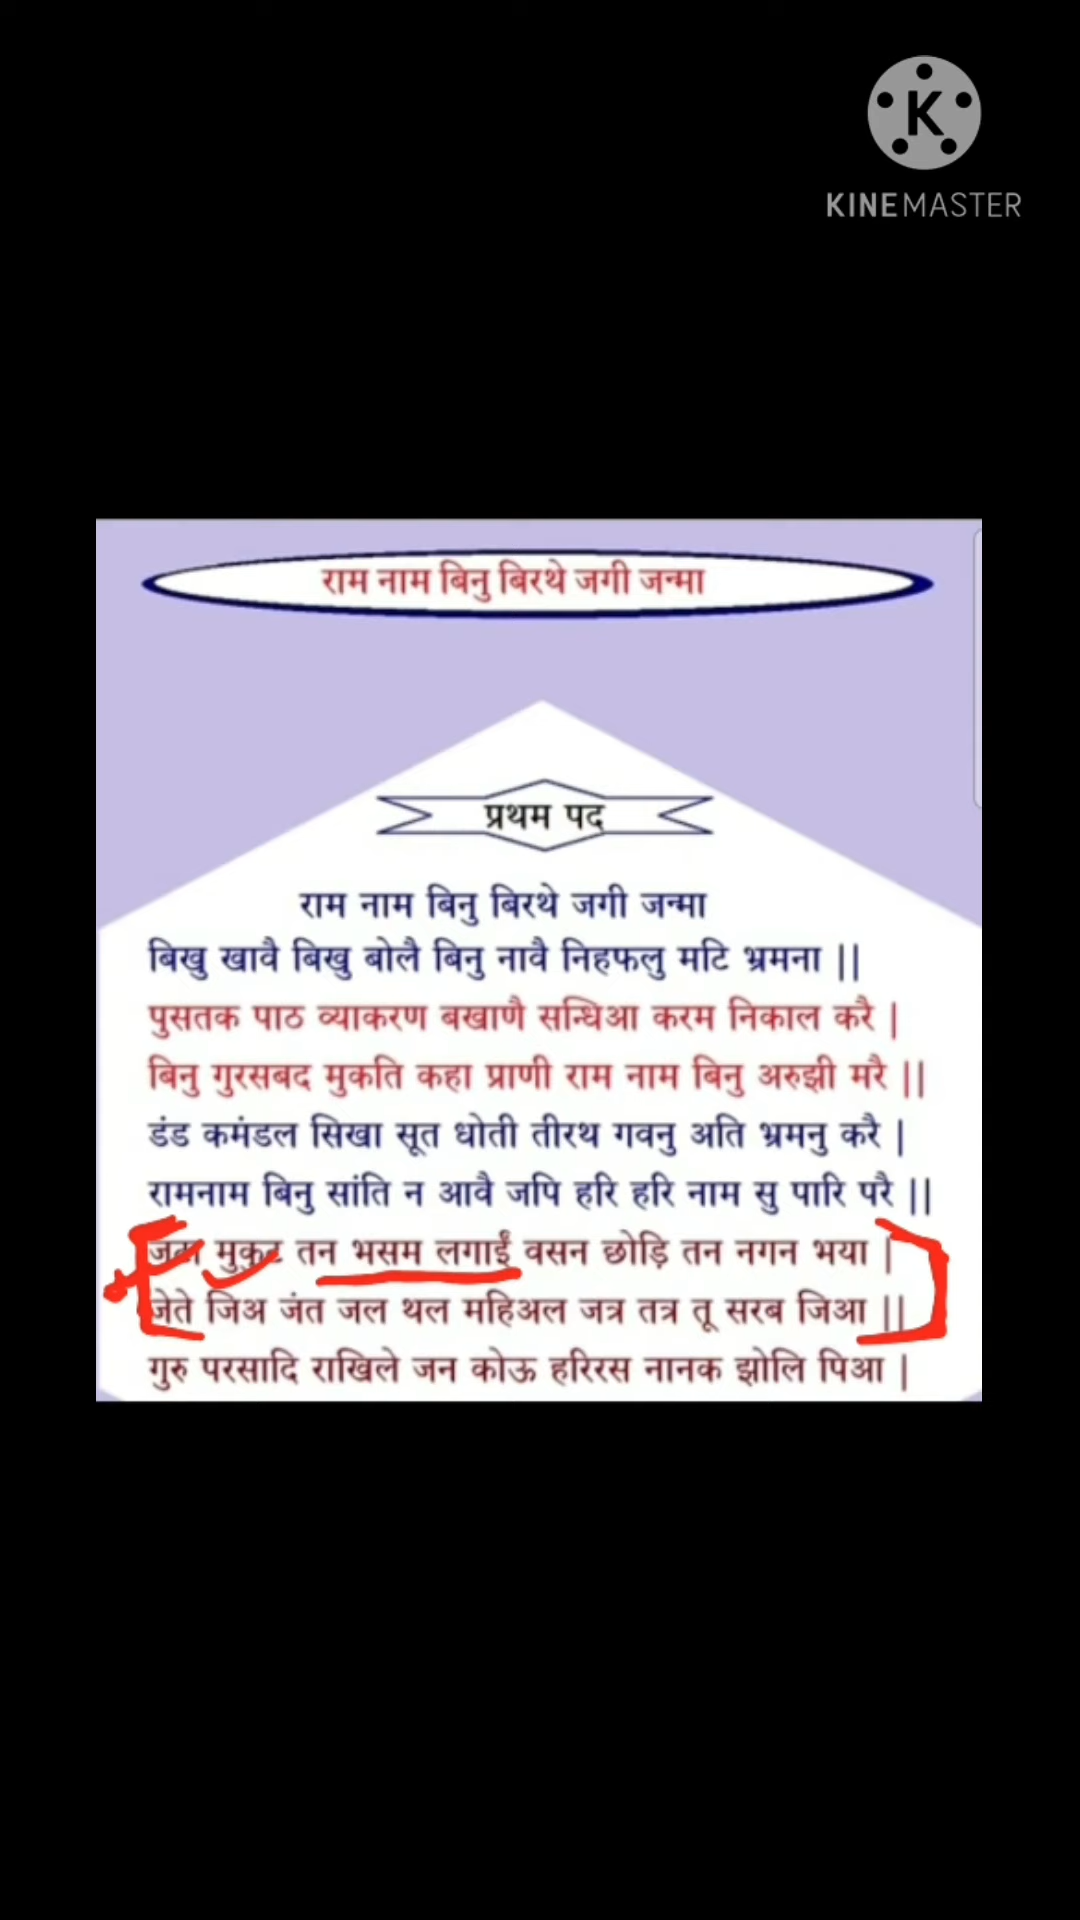 K
KINEMASTER
राम नाम बिनु बिरथे जगी जन्मा
प्रथम पद
राम नाम बिनु बिरथे जगी जन्मा
बिखु खावै बिखु बोलै बिनु नावै निहफलु मटि भ्रमना ||
पुसतक पाठ व्याकरण बखाणै सन्धिआ करम निकाल करै |
बिनु गुरसबद मुकति कहा प्राणी राम नाम बिनु अरुझी मरै ||
डंड कमंडल सिखा सूत धोती तीरथ गवनु अति भ्रमनु करै |
रामनाम बिनु सांति न आवै जपि हरि हरि नाम सु पारि परै ||
जटा मुकुट तन भसम लगाईं वसन छोड़ि तन नगन भया |
जेते जिअ जंत जल थल महिअल जत्र तत्र तू सरब जिआ ||
गुरु परसादि राखिले जन कोऊ हरिरस नानक झोलि पिआ |